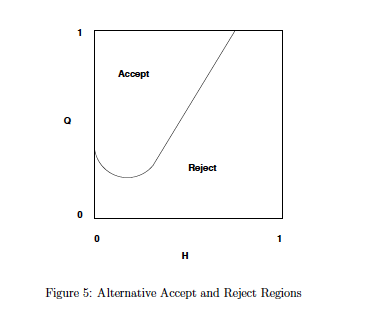 1
Accept
Q
Reject
0
0 1
H
Figure 5: Alternative Accept and Reject Regions